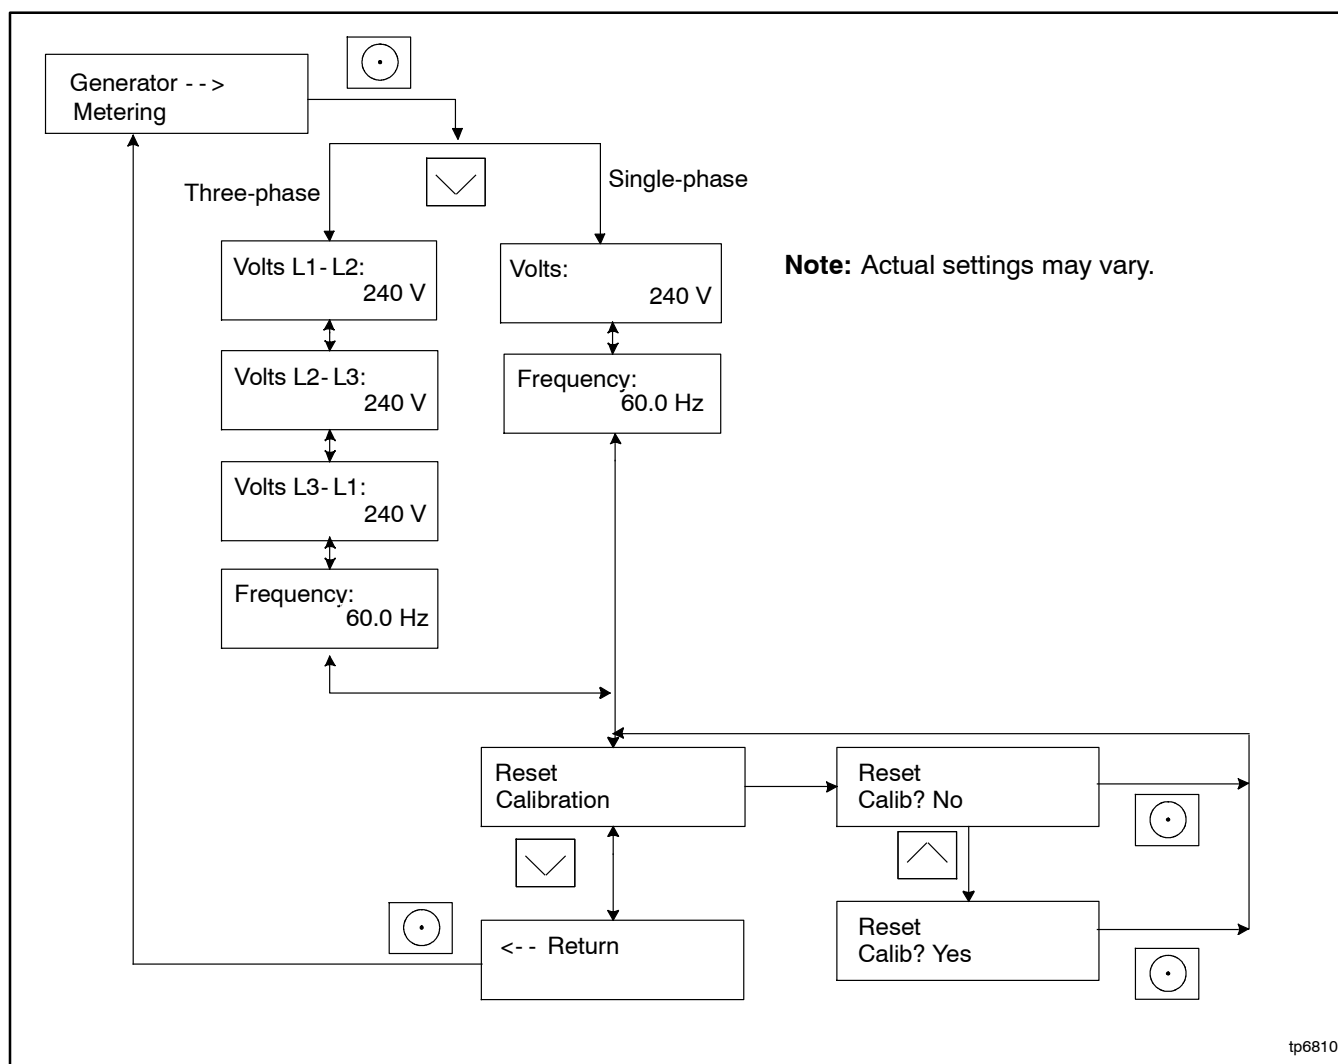 Generator - - >
Metering
Three-phase
Single-phase
Volts L1- L2:
240 V
Volts:
240 V
Note: Actual settings may vary.
Volts L2- L3:
240 V
Frequency:
60.0 Hz
Volts L3- L1:
240 V
Frequency:
60.0 Hz
Reset
Calibration
Reset
Calib? No
<- - Return
Reset
Calib? Yes
tp6810